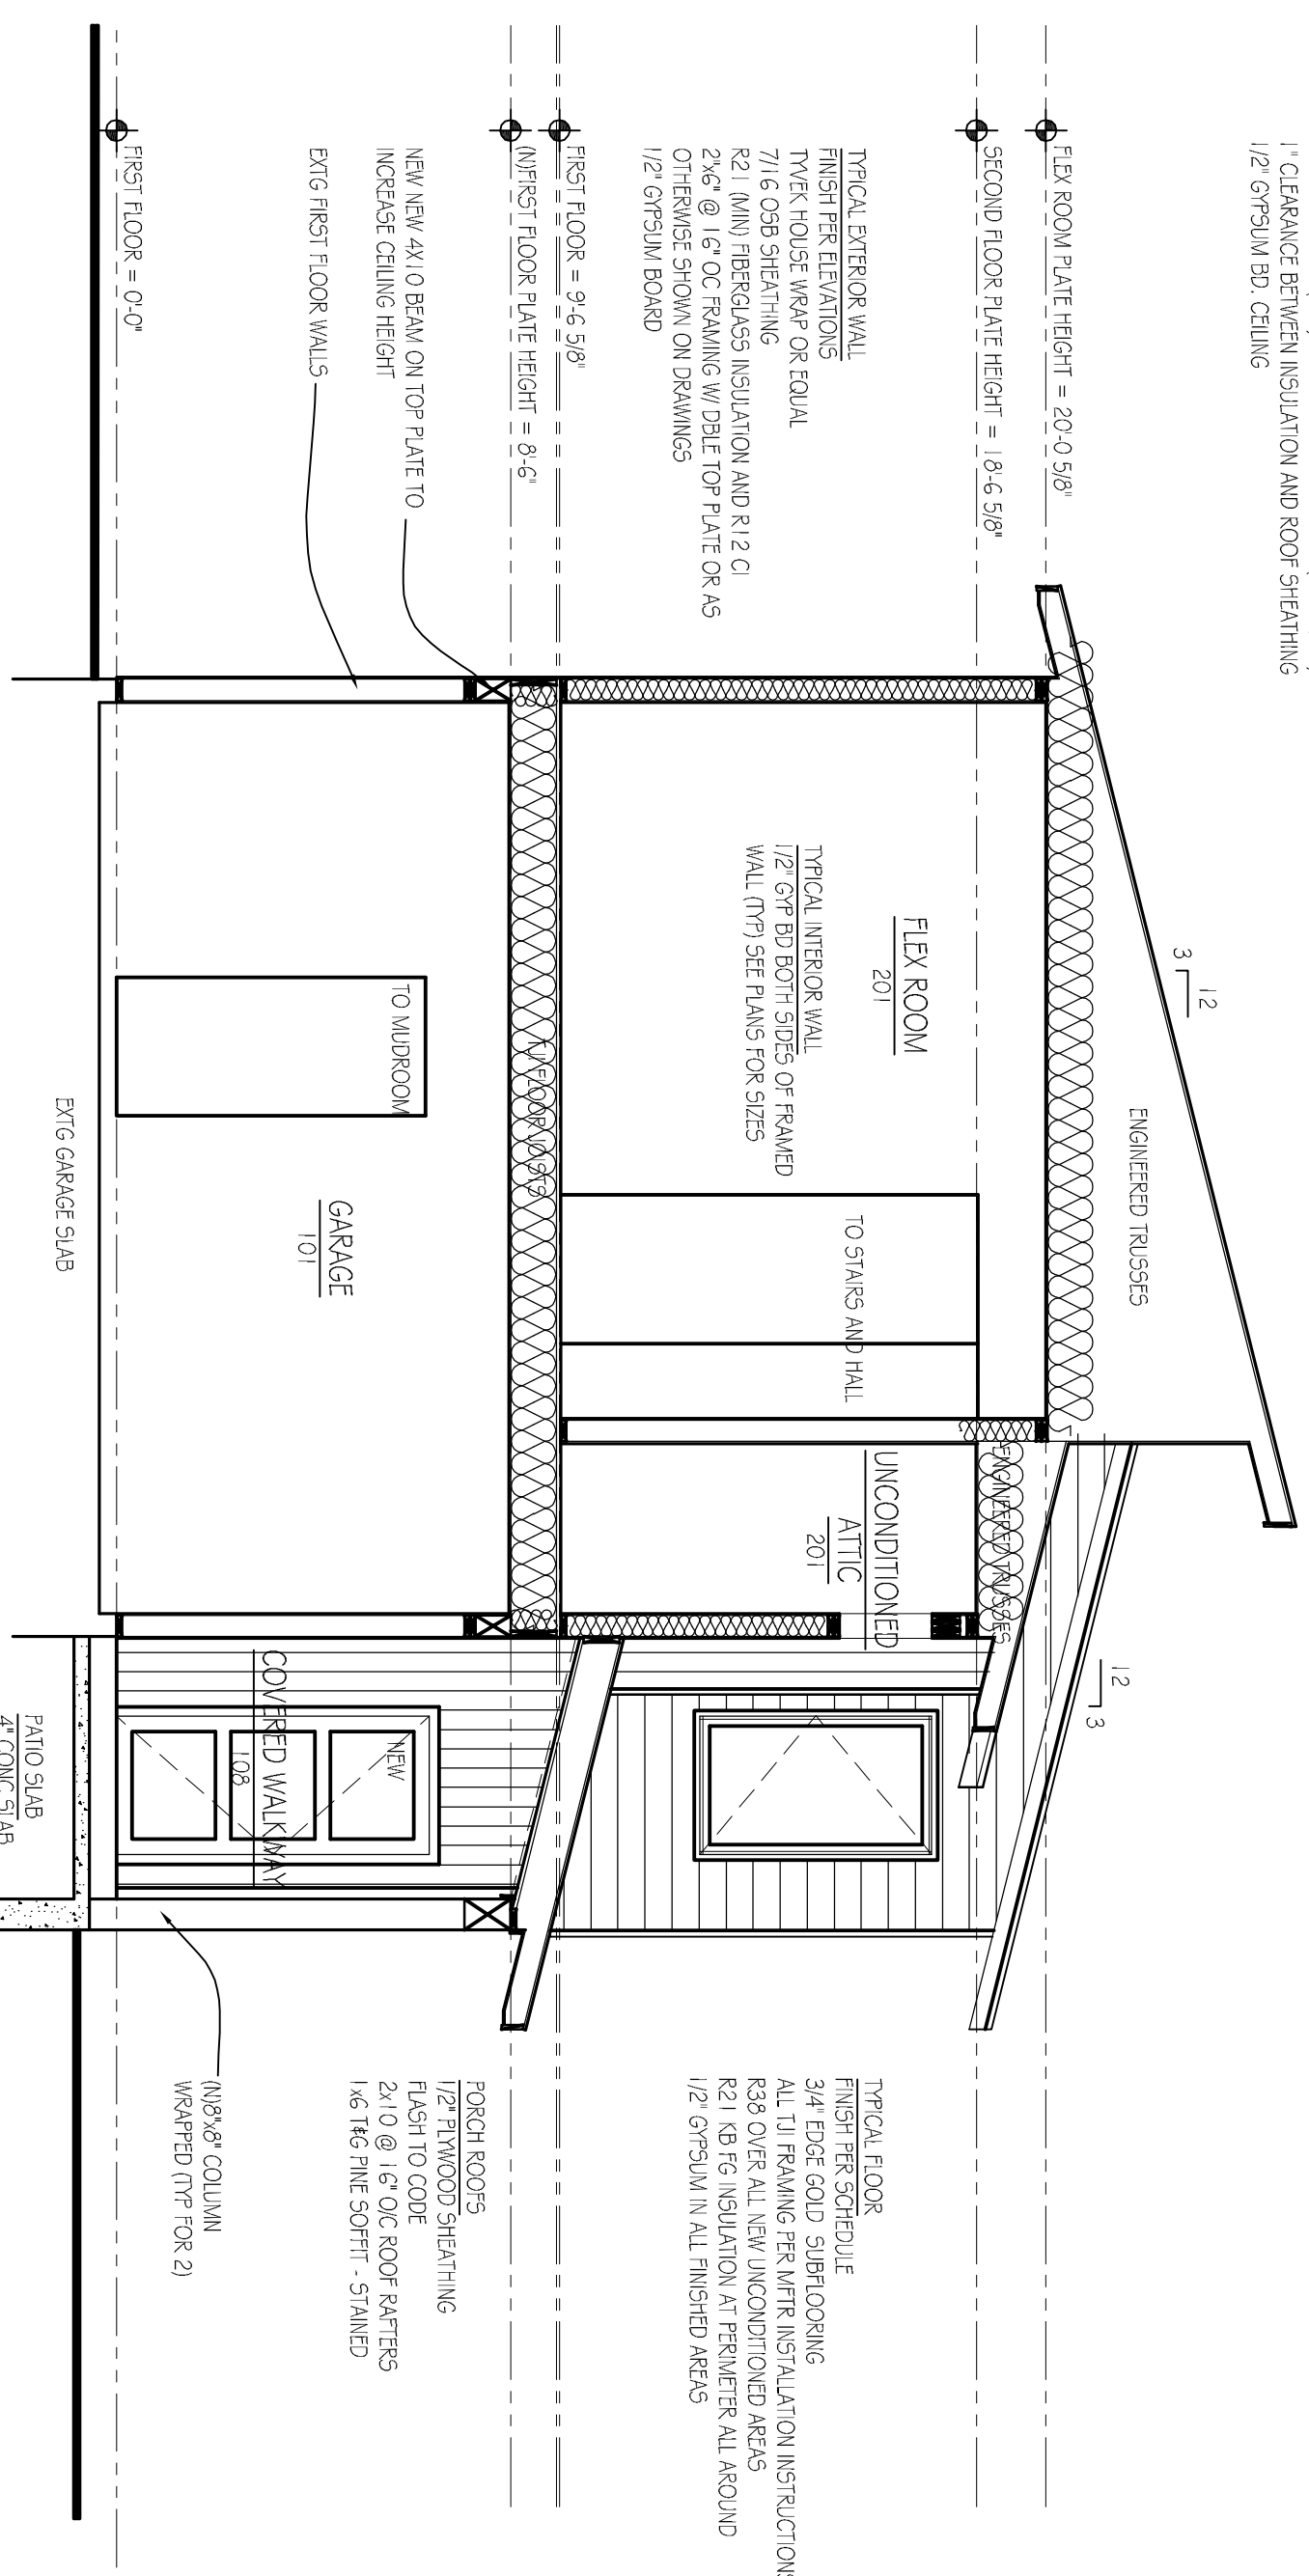 1" CLEARANCE BETWEEN INSULATION AND ROOF SHEATHING
1/2" GYPSUM BD. CEILING
FLEX ROOM PLATE HEIGHT = 20'-0 5/8"
SECOND FLOOR PLATE HEIGHT = 18'-6 5/8"
TYPICAL EXTERIOR WALL
FINISH PER ELEVATIONS
TYVEK HOUSE WRAP OR EQUAL
7/16 OSB SHEATHING
R21 (MIN) FIBERGLASS INSULATION AND R12 CI
2"x6" @ 16" OC FRAMING W/ DBLE TOP PLATE OR AS
OTHERWISE SHOWN ON DRAWINGS
1/2" GYPSUM BOARD
FIRST FLOOR = 9'-6 5/8"
(N)FIRST FLOOR PLATE HEIGHT = 8'-6"
NEW NEW 4X10 BEAM ON TOP PLATE TO
INCREASE CEILING HEIGHT
EXTG FIRST FLOOR WALLS
FIRST FLOOR = 0'-0"
12
3
ENGINEERED TRUSSES
FLEX ROOM
201
TYPICAL INTERIOR WALL
1/2" GYP BD BOTH SIDES OF FRAMED
WALL (TYP) SEE PLANS FOR SIZES
TO STAIRS AND HALL
TJI FLOOR JOISTS
TO MUDROOM
GARAGE
101
EXTG GARAGE SLAB
ENGINEERED TRUSSES
UNCONDITIONED
ATTIC
201
12
3
NEW
COVERED WALKWAY
108
PATIO SLAB
4" CONC SLAB
TYPICAL FLOOR
FINISH PER SCHEDULE
3/4" EDGE GOLD SUBFLOORING
ALL TJI FRAMING PER MFTR INSTALLATION INSTRUCTIONS
R38 OVER ALL NEW UNCONDITIONED AREAS
R21 KB FG INSULATION AT PERIMETER ALL AROUND
1/2" GYPSUM IN ALL FINISHED AREAS
PORCH ROOFS
1/2" PLYWOOD SHEATHING
FLASH TO CODE
2x10 @ 16" O/C ROOF RAFTERS
1x6 T&G PINE SOFFIT - STAINED
(N)8"x8" COLUMN
WRAPPED (TYP FOR 2)